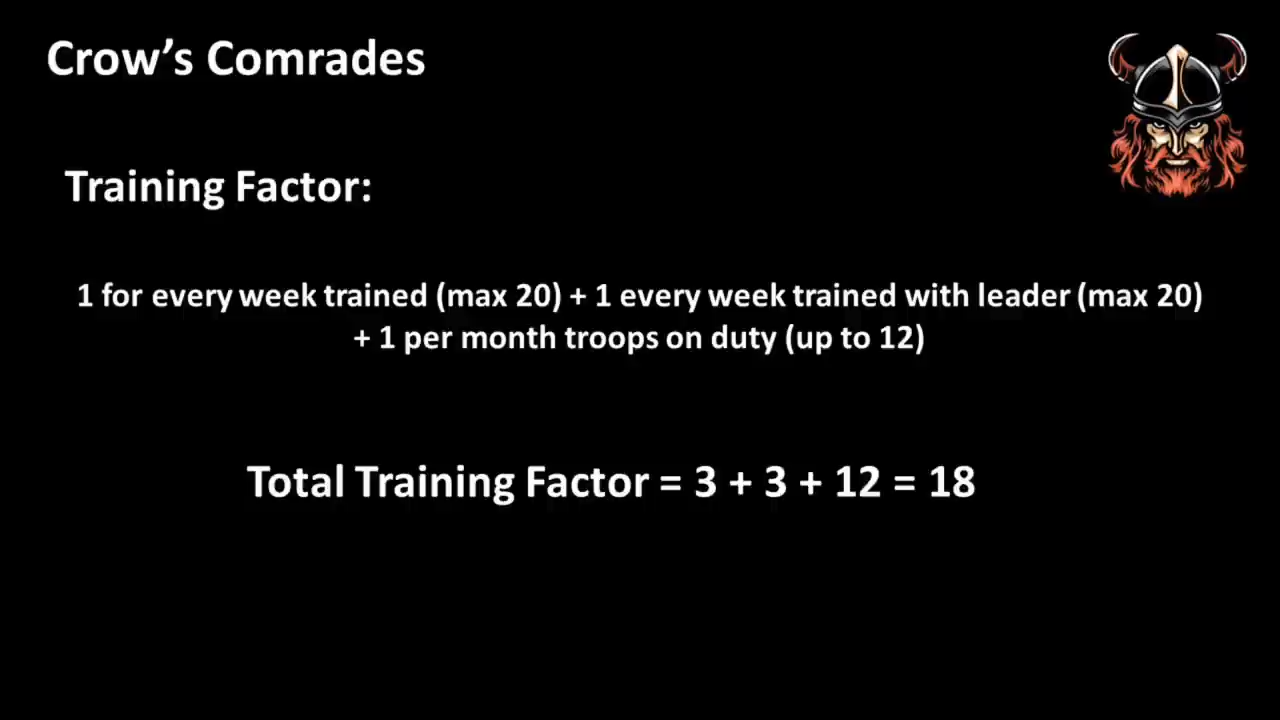 Crow’s Comrades
Training Factor:
1 for every week trained (max 20) + 1 every week trained with leader (max 20)
+ 1 per month troops on duty (up to 12)
Total Training Factor = 3 + 3 + 12 = 18